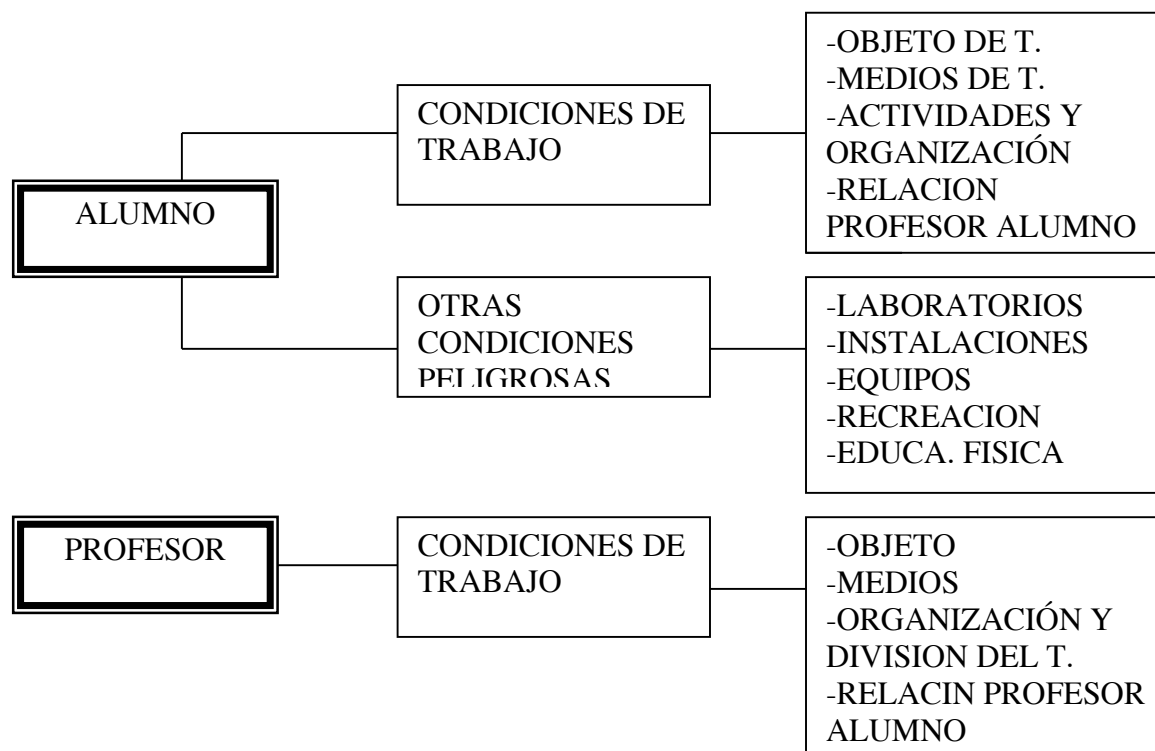 ALUMNO
CONDICIONES DE
TRABAJO
-OBJETO DE T.
-MEDIOS DE T.
-ACTIVIDADES Y
ORGANIZACIÓN
-RELACION
PROFESOR ALUMNO
OTRAS
CONDICIONES
PELIGROSAS
-LABORATORIOS
-INSTALACIONES
-EQUIPOS
-RECREACION
-EDUCA. FISICA
PROFESOR
CONDICIONES DE
TRABAJO
-OBJETO
-MEDIOS
-ORGANIZACIÓN Y
DIVISION DEL T.
-RELACIN PROFESOR
ALUMNO